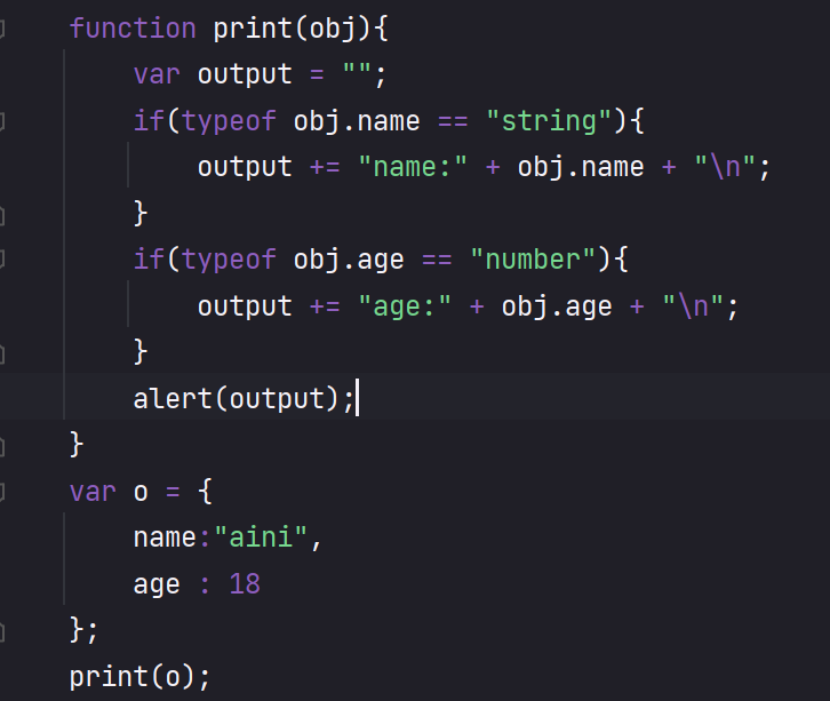 function print(obj){
    var output = "";
    if(typeof obj.name == "string"){
        output += "name:" + obj.name + "\n";
    }
    if(typeof obj.age == "number"){
        output += "age:" + obj.age + "\n";
    }
    alert(output);
}
var o = {
    name:"aini",
    age : 18
};
print(o);